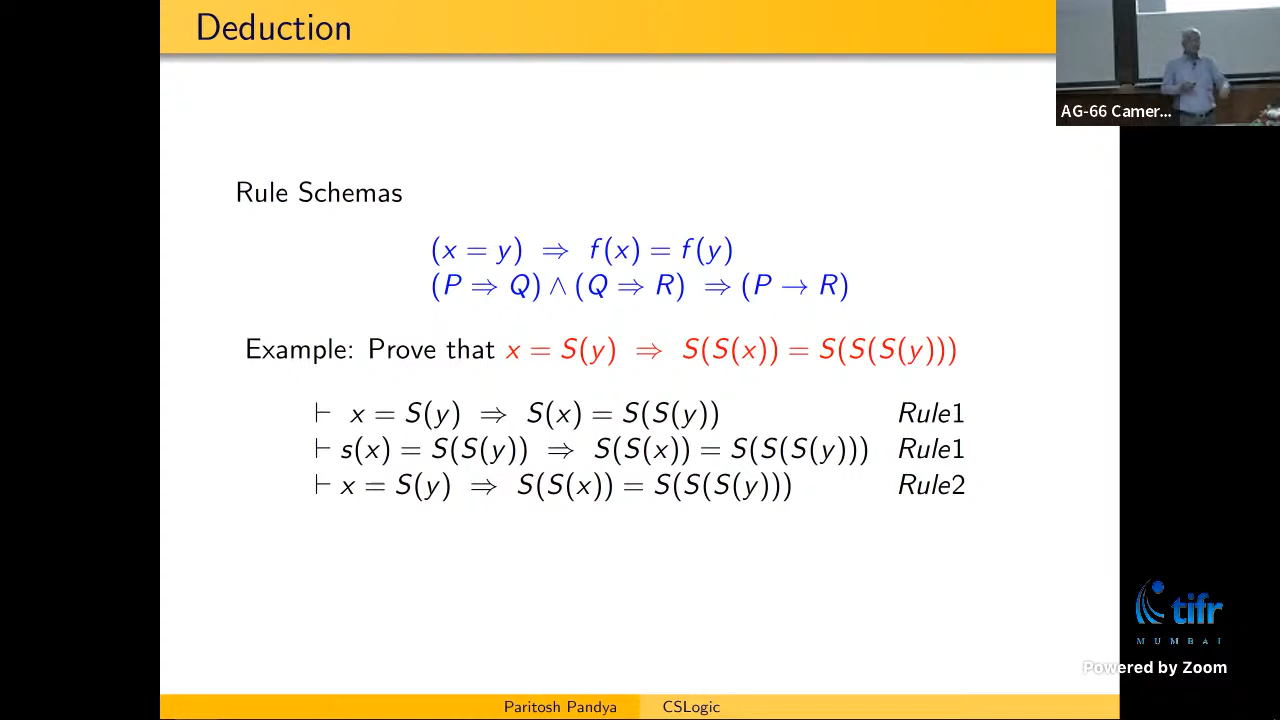 Deduction
AG-66 Camer...
Rule Schemas
(x = y) ⇒ f(x) = f(y)
(P ⇒ Q) ∧ (Q ⇒ R) ⇒ (P → R)
Example: Prove that x = S(y) ⇒ S(S(x)) = S(S(S(y)))
⊢ x = S(y) ⇒ S(x) = S(S(y)) Rule1
⊢ s(x) = S(S(y)) ⇒ S(S(x)) = S(S(S(y))) Rule1
⊢ x = S(y) ⇒ S(S(x)) = S(S(S(y))) Rule2
tifr
MUMBAI
Powered by Zoom
Paritosh Pandya CSLogic